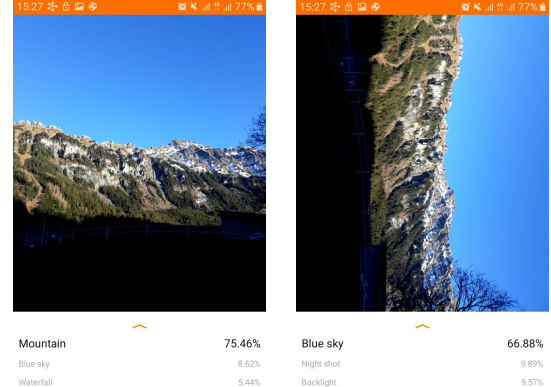 15:27 77%
Mountain 75.46%
Blue sky 8.62%
Waterfall 5.44%
15:27 77%
Blue sky 66.88%
Night shot 9.89%
Backlight 9.57%